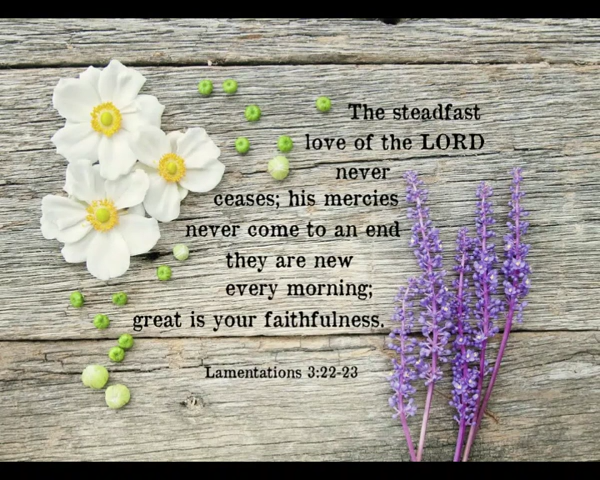 The steadfast
love of the LORD
never
ceases; his mercies
never come to an end
they are new
every morning;
great is your faithfulness.
Lamentations 3:22-23